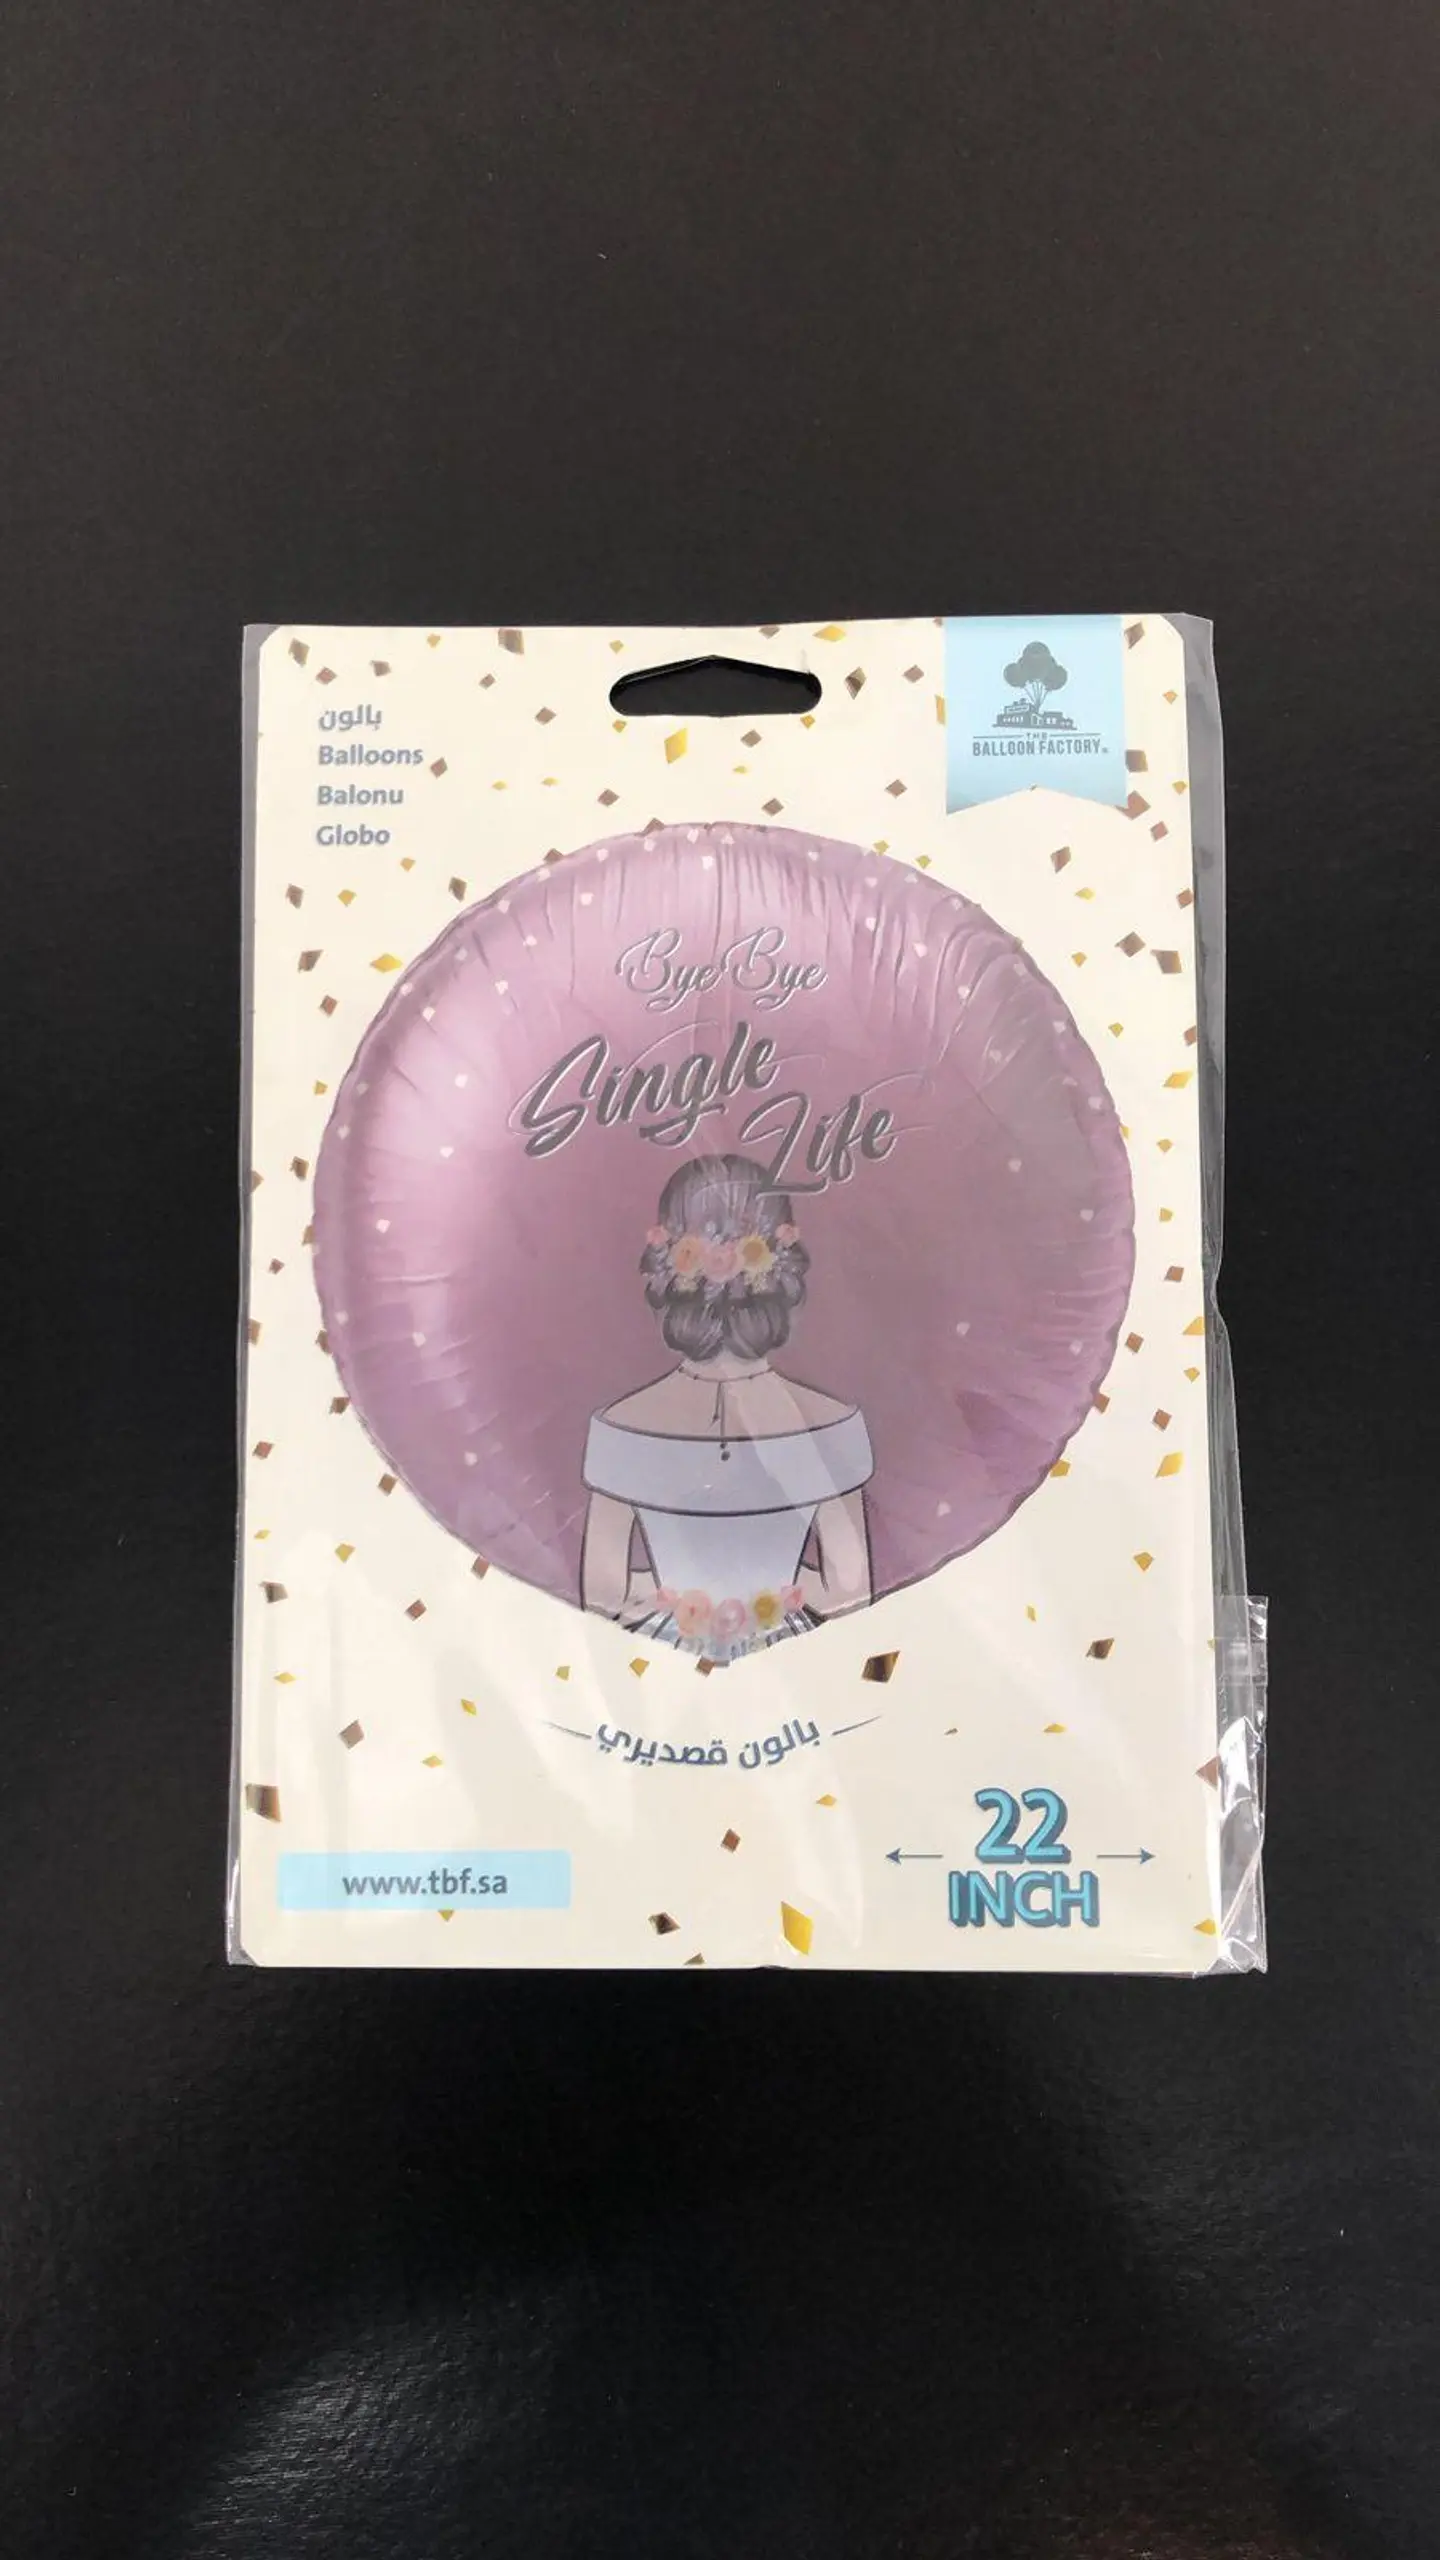 بالون
Balloons
Balonu
Globo
THE
BALLOON FACTORY
Bye Bye
Single
Life
بالون قصديري
www.tbf.sa
22
INCH